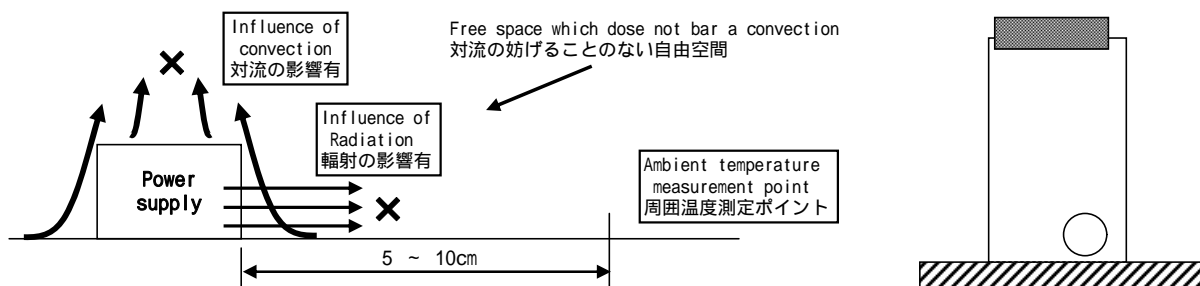 Influence of
convection
対流の影響有
Free space which dose not bar a convection
対流の妨げることのない自由空間
Influence of
Radiation
輻射の影響有
Power
supply
Ambient temperature
measurement point
周囲温度測定ポイント
5 ~ 10cm